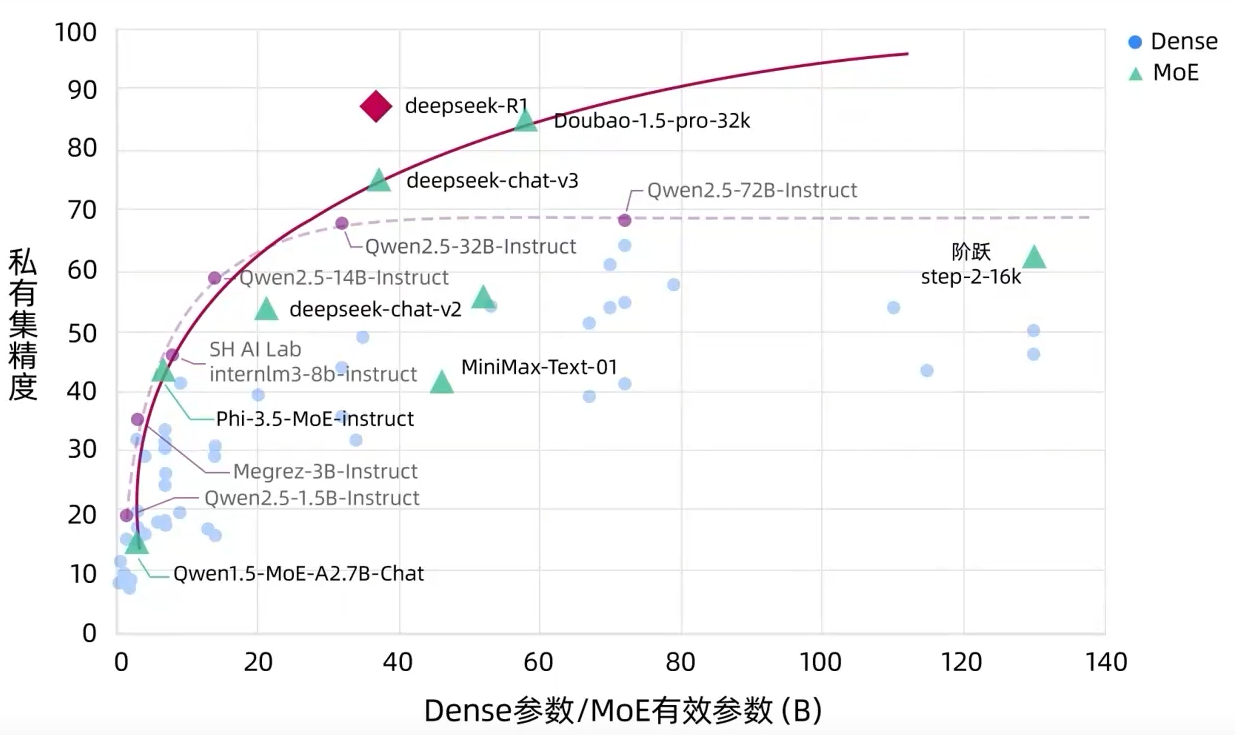 100
90
80
70
60
50
40
30
20
10
0
私有集精度
Dense
MoE
deepseek-R1
Doubao-1.5-pro-32k
deepseek-chat-v3
Qwen2.5-72B-Instruct
Qwen2.5-32B-Instruct
阶跃
step-2-16k
Qwen2.5-14B-Instruct
deepseek-chat-v2
SH AI Lab
internlm3-8b-Instruct
MiniMax-Text-01
Phi-3.5-MoE-instruct
Megrez-3B-Instruct
Qwen2.5-1.5B-Instruct
Qwen1.5-MoE-A2.7B-Chat
0 20 40 60 80 100 120 140
Dense参数/MoE有效参数 (B)